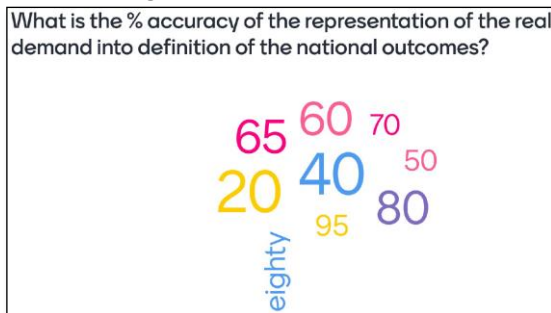 What is the % accuracy of the representation of the real
demand into definition of the national outcomes?
65 60 70
20 40 50
95 80
eighty